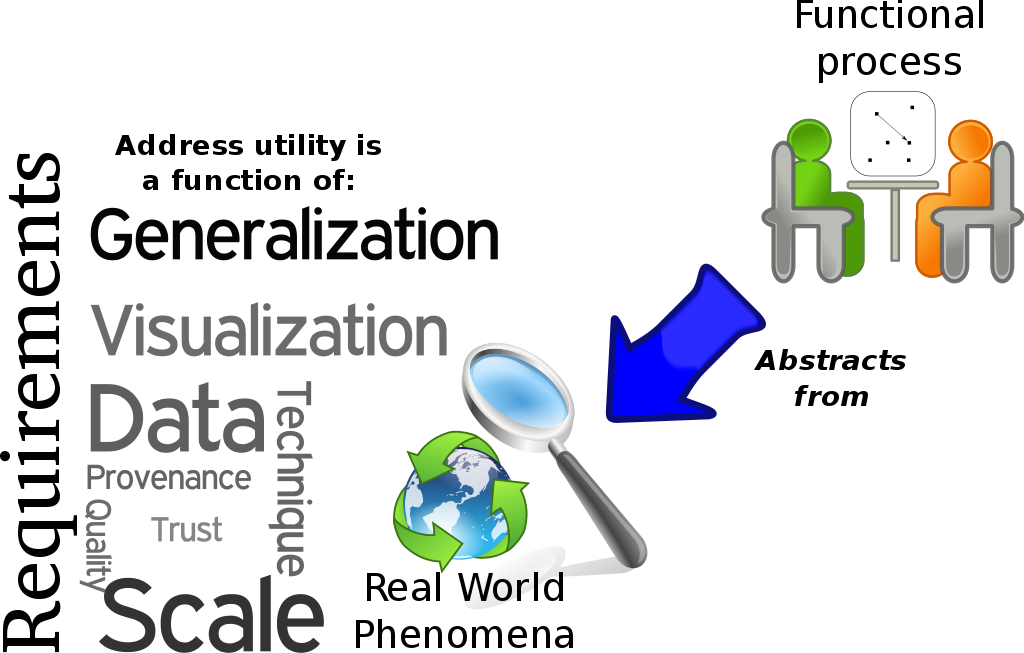 Functional
process
Address utility is
a function of:
Generalization
Visualization
Data
Technique
Provenance
Quality
Trust
Scale
Requirements
Abstracts
from
Real World
Phenomena